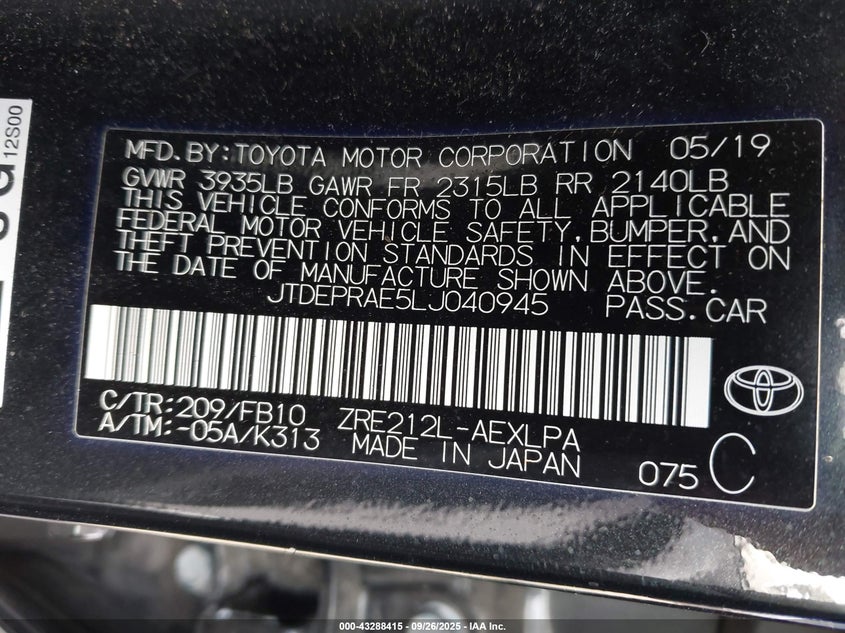 MFD.BY:TOYOTA MOTOR CORPORATION 05/19
GVWR 3935LB GAWR FR 2315LB RR 2140LB
THIS VEHICLE CONFORMS TO ALL APPLICABLE
FEDERAL MOTOR VEHICLE SAFETY, BUMPER, AND
THEFT PREVENTION STANDARDS IN EFFECT ON
THE DATE OF MANUFACTURE SHOWN ABOVE.
JTDEPRAE5LJ040945 PASS.CAR
C/TR:209/FB10 ZRE212L-AEXLPA
A/TM:-05A/K313 MADE IN JAPAN
075 C
12S00
000-43288415 - 09/26/2025 - IAA Inc.